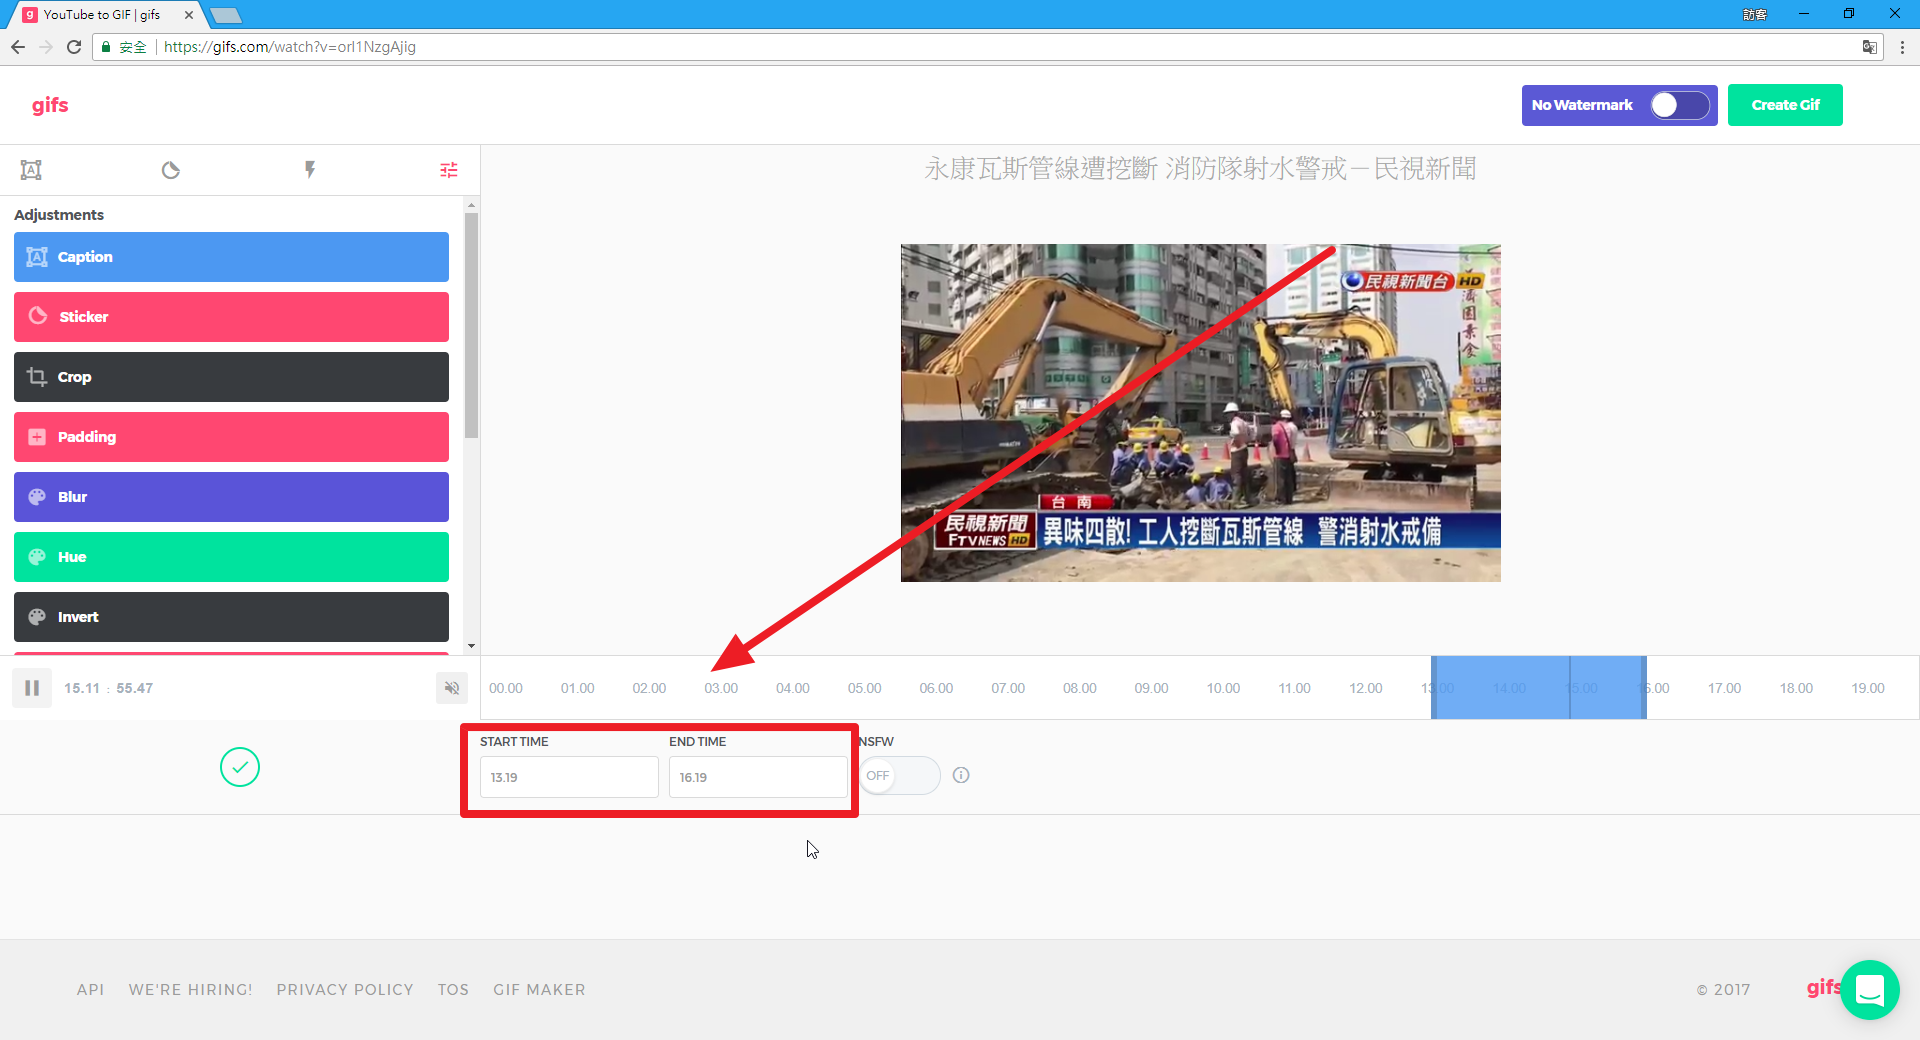 YouTube to GIF | gifs
訪客
安全
https://gifs.com/watch?v=orI1NzgAjig
gifs
No Watermark
Create Gif
永康瓦斯管線遭挖斷 消防隊射水警戒－民視新聞
Adjustments
Caption
Sticker
Crop
Padding
Blur
Hue
Invert
民視新聞台 HD
濟因素食
台南
民視新聞
FTVNEWS HD
異味四散! 工人挖斷瓦斯管線 警消射水戒備
15.11 : 55.47
00.00 01.00 02.00 03.00 04.00 05.00 06.00 07.00 08.00 09.00 10.00 11.00 12.00 13.00 14.00 15.00 16.00 17.00 18.00 19.00
START TIME
END TIME
NSFW
13.19
16.19
OFF
API WE'RE HIRING! PRIVACY POLICY TOS GIF MAKER
© 2017
gifs